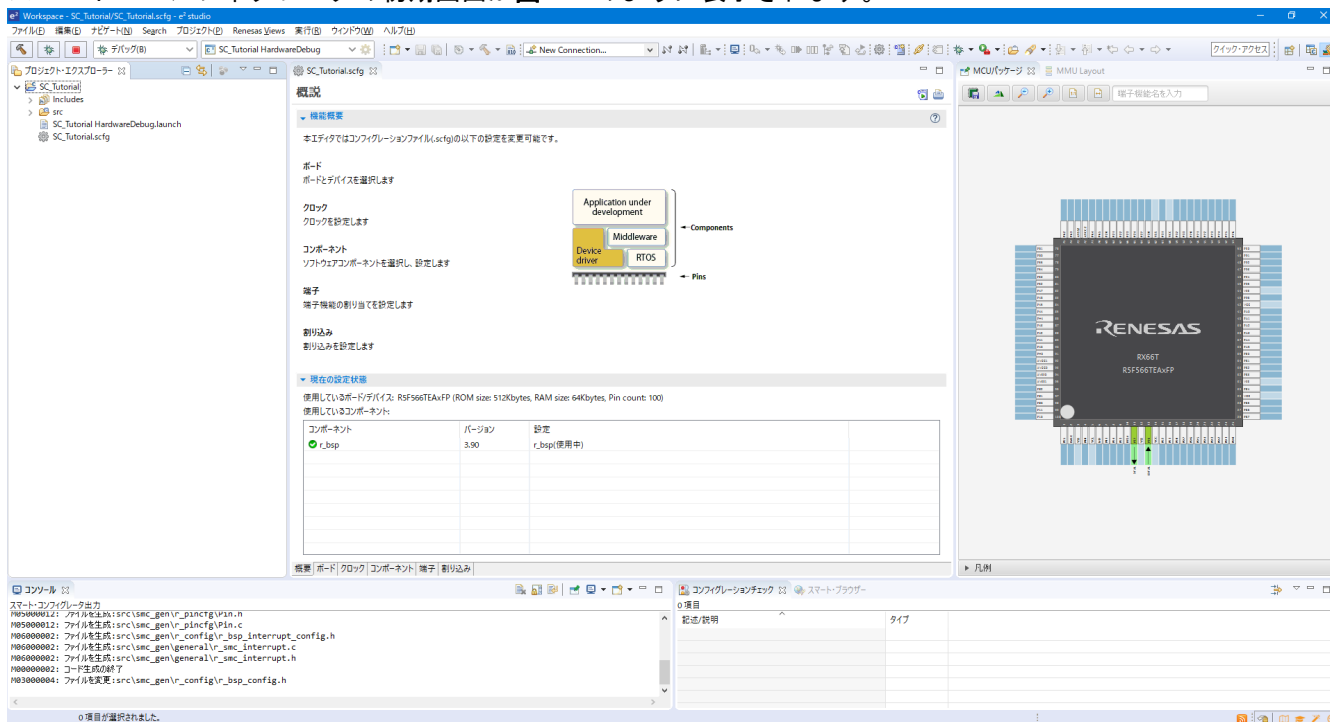 Workspace - SC_Tutorial/SC_Tutorial.scfg - e² studio
ファイル(F) 編集(E) ナビゲート(N) Search プロジェクト(P) Renesas Views 実行(R) ウィンドウ(W) ヘルプ(H)
デバッグ(B) SC_Tutorial HardwareDebug New Connection... クイック・アクセス
プロジェクト・エクスプローラー
SC_Tutorial
Includes
src
SC_Tutorial HardwareDebug.launch
SC_Tutorial.scfg
SC_Tutorial.scfg
概説
機能概要
本エディタではコンフィグレーションファイル(.scfg)の以下の設定を変更可能です。
ボード
ボードとデバイスを選択します
クロック
クロックを設定します
コンポーネント
ソフトウェアコンポーネントを選択し、設定します
端子
端子機能の割り当てを設定します
割り込み
割り込みを設定します
Application under development
Middleware
Device driver
RTOS
Components
Pins
現在の設定状態
使用しているボード/デバイス: R5F566TEAxFP (ROM size: 512Kbytes, RAM size: 64Kbytes, Pin count: 100)
使用しているコンポーネント:
コンポーネント バージョン 設定
r_bsp 3.90 r_bsp(使用中)
概要 ボード クロック コンポーネント 端子 割り込み
MCUパッケージ MMU Layout
端子機能名を入力
RENESAS
RX66T
R5F566TEAxFP
凡例
コンソール
スマート・コンフィグレータ出力
M05000012: ファイルを生成:src\smc_gen\r_pincfg\Pin.h
M05000012: ファイルを生成:src\smc_gen\r_pincfg\Pin.c
M06000002: ファイルを生成:src\smc_gen\r_config\r_bsp_interrupt_config.h
M06000002: ファイルを生成:src\smc_gen\general\r_smc_interrupt.c
M06000002: ファイルを生成:src\smc_gen\general\r_smc_interrupt.h
M00000002: コード生成の終了
M03000004: ファイルを変更:src\smc_gen\r_config\r_bsp_config.h
コンフィグレーションチェック スマート・ブラウザー
0 項目
記述/説明 タイプ
0 項目が選択されました。